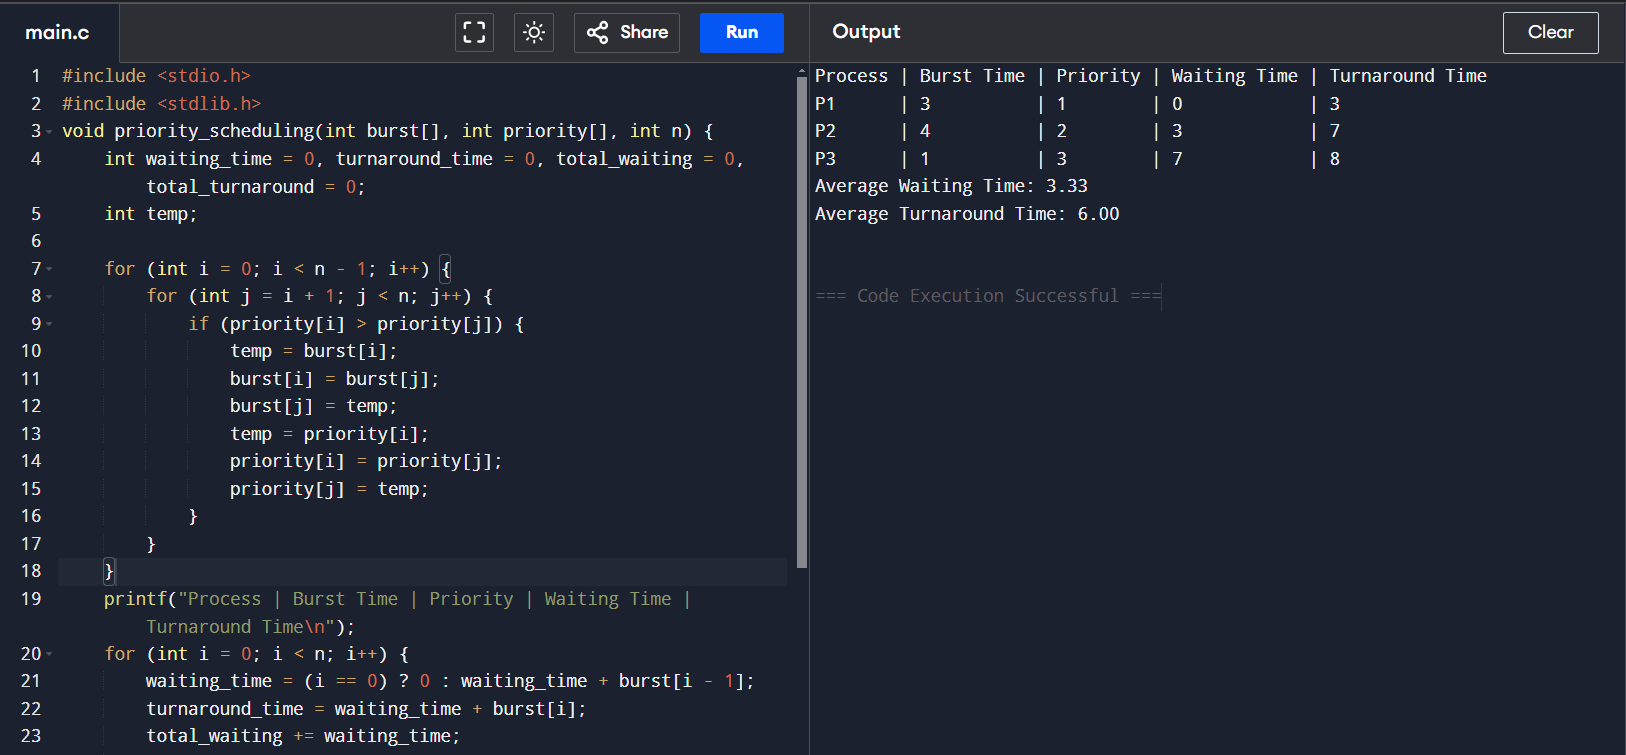 main.c
Share
Run
Output
Clear
1 #include <stdio.h>
2 #include <stdlib.h>
3 void priority_scheduling(int burst[], int priority[], int n) {
4 int waiting_time = 0, turnaround_time = 0, total_waiting = 0,
total_turnaround = 0;
5 int temp;
6
7 for (int i = 0; i < n - 1; i++) {
8 for (int j = i + 1; j < n; j++) {
9 if (priority[i] > priority[j]) {
10 temp = burst[i];
11 burst[i] = burst[j];
12 burst[j] = temp;
13 temp = priority[i];
14 priority[i] = priority[j];
15 priority[j] = temp;
16 }
17 }
18 }
19 printf("Process | Burst Time | Priority | Waiting Time |
Turnaround Time\n");
20 for (int i = 0; i < n; i++) {
21 waiting_time = (i == 0) ? 0 : waiting_time + burst[i - 1];
22 turnaround_time = waiting_time + burst[i];
23 total_waiting += waiting_time;
Process | Burst Time | Priority | Waiting Time | Turnaround Time
P1 | 3 | 1 | 0 | 3
P2 | 4 | 2 | 3 | 7
P3 | 1 | 3 | 7 | 8
Average Waiting Time: 3.33
Average Turnaround Time: 6.00
=== Code Execution Successful ===